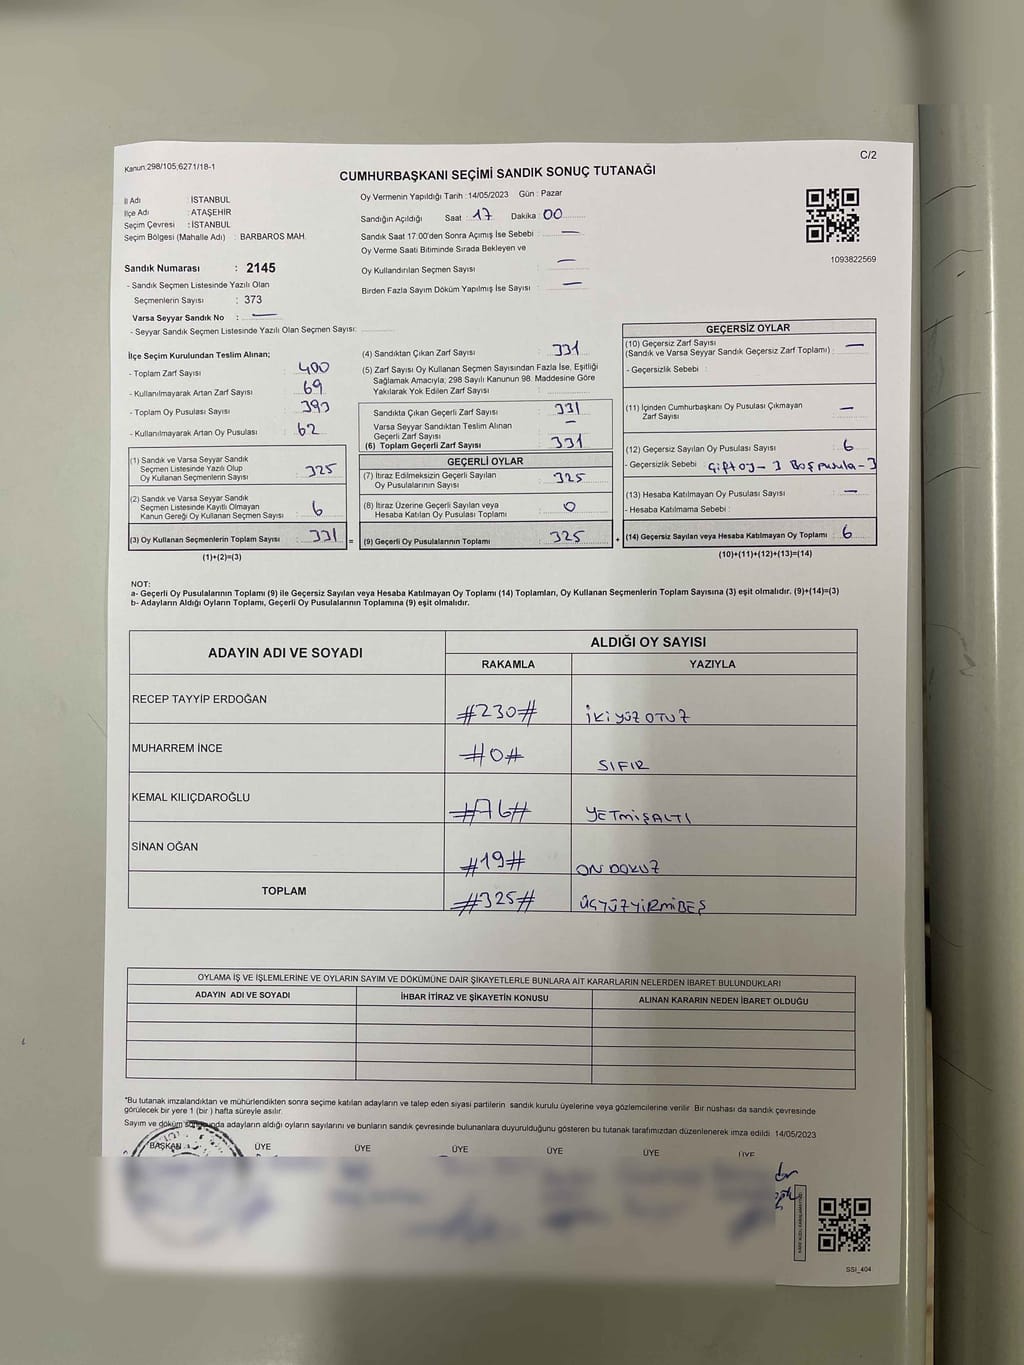 Kanun.298/105,6271/18-1
C/2
CUMHURBAŞKANI SEÇİMİ SANDIK SONUÇ TUTANAĞI
İl Adı : İSTANBUL
İlçe Adı : ATAŞEHİR
Seçim Çevresi : İSTANBUL
Seçim Bölgesi (Mahalle Adı) : BARBAROS MAH.
Sandık Numarası : 2145
- Sandık Seçmen Listesinde Yazılı Olan
Seçmenlerin Sayısı : 373
Varsa Seyyar Sandık No : —
- Seyyar Sandık Seçmen Listesinde Yazılı Olan Seçmen Sayısı:
Oy Vermenin Yapıldığı Tarih :14/05/2023 Gün : Pazar
Sandığın Açıldığı Saat : 17 Dakika : 00
Sandık Saat 17:00'den Sonra Açımış İse Sebebi : —
Oy Verme Saati Bitiminde Sırada Bekleyen ve
Oy Kullandırılan Seçmen Sayısı : —
Birden Fazla Sayım Döküm Yapılmış İse Sayısı : —
1093822569
İlçe Seçim Kurulundan Teslim Alınan;
- Toplam Zarf Sayısı : 400
- Kullanılmayarak Artan Zarf Sayısı : 69
- Toplam Oy Pusulası Sayısı : 393
- Kullanılmayarak Artan Oy Pusulası : 62
(1) Sandık ve Varsa Seyyar Sandık
Seçmen Listesinde Yazılı Olup
Oy Kullanan Seçmenlerin Sayısı : 325
(2) Sandık ve Varsa Seyyar Sandık
Seçmen Listesinde Kayıtlı Olmayan
Kanun Gereği Oy Kullanan Seçmen Sayısı : 6
(3) Oy Kullanan Seçmenlerin Toplam Sayısı : 331 =
(1)+(2)=(3)
(4) Sandıktan Çıkan Zarf Sayısı : 331
(5) Zarf Sayısı Oy Kullanan Seçmen Sayısından Fazla İse, Eşitliği
Sağlamak Amacıyla; 298 Sayılı Kanunun 98. Maddesine Göre
Yakılarak Yok Edilen Zarf Sayısı :
Sandıkta Çıkan Geçerli Zarf Sayısı : 331
Varsa Seyyar Sandıktan Teslim Alınan
Geçerli Zarf Sayısı : —
(6) Toplam Geçerli Zarf Sayısı : 331
GEÇERLİ OYLAR
(7) İtiraz Edilmeksizin Geçerli Sayılan
Oy Pusulalarının Sayısı : 325
(8) İtiraz Üzerine Geçerli Sayılan veya
Hesaba Katılan Oy Pusulası Toplamı : 0
(9) Geçerli Oy Pusulalarının Toplamı : 325 +
GEÇERSİZ OYLAR
(10) Geçersiz Zarf Sayısı
(Sandık ve Varsa Seyyar Sandık Geçersiz Zarf Toplamı) : —
- Geçersizlik Sebebi :
(11) İçinden Cumhurbaşkanı Oy Pusulası Çıkmayan
Zarf Sayısı : —
(12) Geçersiz Sayılan Oy Pusulası Sayısı : 6
- Geçersizlik Sebebi : Çift oy - 3 Boş pusula - 3
(13) Hesaba Katılmayan Oy Pusulası Sayısı : —
- Hesaba Katılmama Sebebi :
(14) Geçersiz Sayılan veya Hesaba Katılmayan Oy Toplamı : 6
(10)+(11)+(12)+(13)=(14)
NOT:
a- Geçerli Oy Pusulalarının Toplamı (9) ile Geçersiz Sayılan veya Hesaba Katılmayan Oy Toplamı (14) Toplamları, Oy Kullanan Seçmenlerin Toplam Sayısına (3) eşit olmalıdır. (9)+(14)=(3)
b- Adayların Aldığı Oyların Toplamı, Geçerli Oy Pusulalarının Toplamına (9) eşit olmalıdır.
ADAYIN ADI VE SOYADI
ALDIĞI OY SAYISI
RAKAMLA YAZIYLA
RECEP TAYYİP ERDOĞAN #230# İKİYÜZ OTUZ
MUHARREM İNCE #0# SIFIR
KEMAL KILIÇDAROĞLU #76# YETMİŞALTI
SİNAN OĞAN #19# ON DOKUZ
TOPLAM #325# ÜÇYÜZYİRMİBEŞ
OYLAMA İŞ VE İŞLEMLERİNE VE OYLARIN SAYIM VE DÖKÜMÜNE DAİR ŞİKAYETLERLE BUNLARA AİT KARARLARIN NELERDEN İBARET BULUNDUKLARI
ADAYIN ADI VE SOYADI İHBAR İTİRAZ VE ŞİKAYETİN KONUSU ALINAN KARARIN NEDEN İBARET OLDUĞU
*Bu tutanak imzalandıktan ve mühürlendikten sonra seçime katılan adayların ve talep eden siyasi partilerin sandık kurulu üyelerine veya gözlemcilerine verilir. Bir nüshası da sandık çevresinde
görülecek bir yere 1 (bir ) hafta süreyle asılır.
Sayım ve döküm sonunda adayların aldığı oyların sayılarını ve bunların sandık çevresinde bulunanlara duyurulduğunu gösteren bu tutanak tarafımızdan düzenlenerek imza edildi. 14/05/2023
BAŞKAN ÜYE ÜYE ÜYE ÜYE ÜYE ÜYE
SSI_404